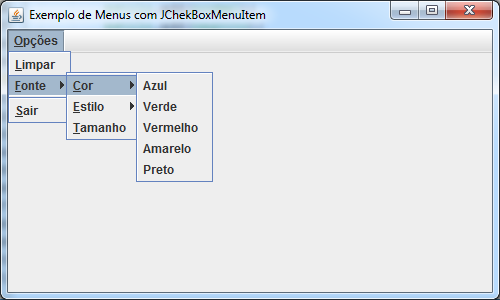 Exemplo de Menus com JChekBoxMenuItem
Opções
Limpar
Fonte
Sair
Cor
Estilo
Tamanho
Azul
Verde
Vermelho
Amarelo
Preto